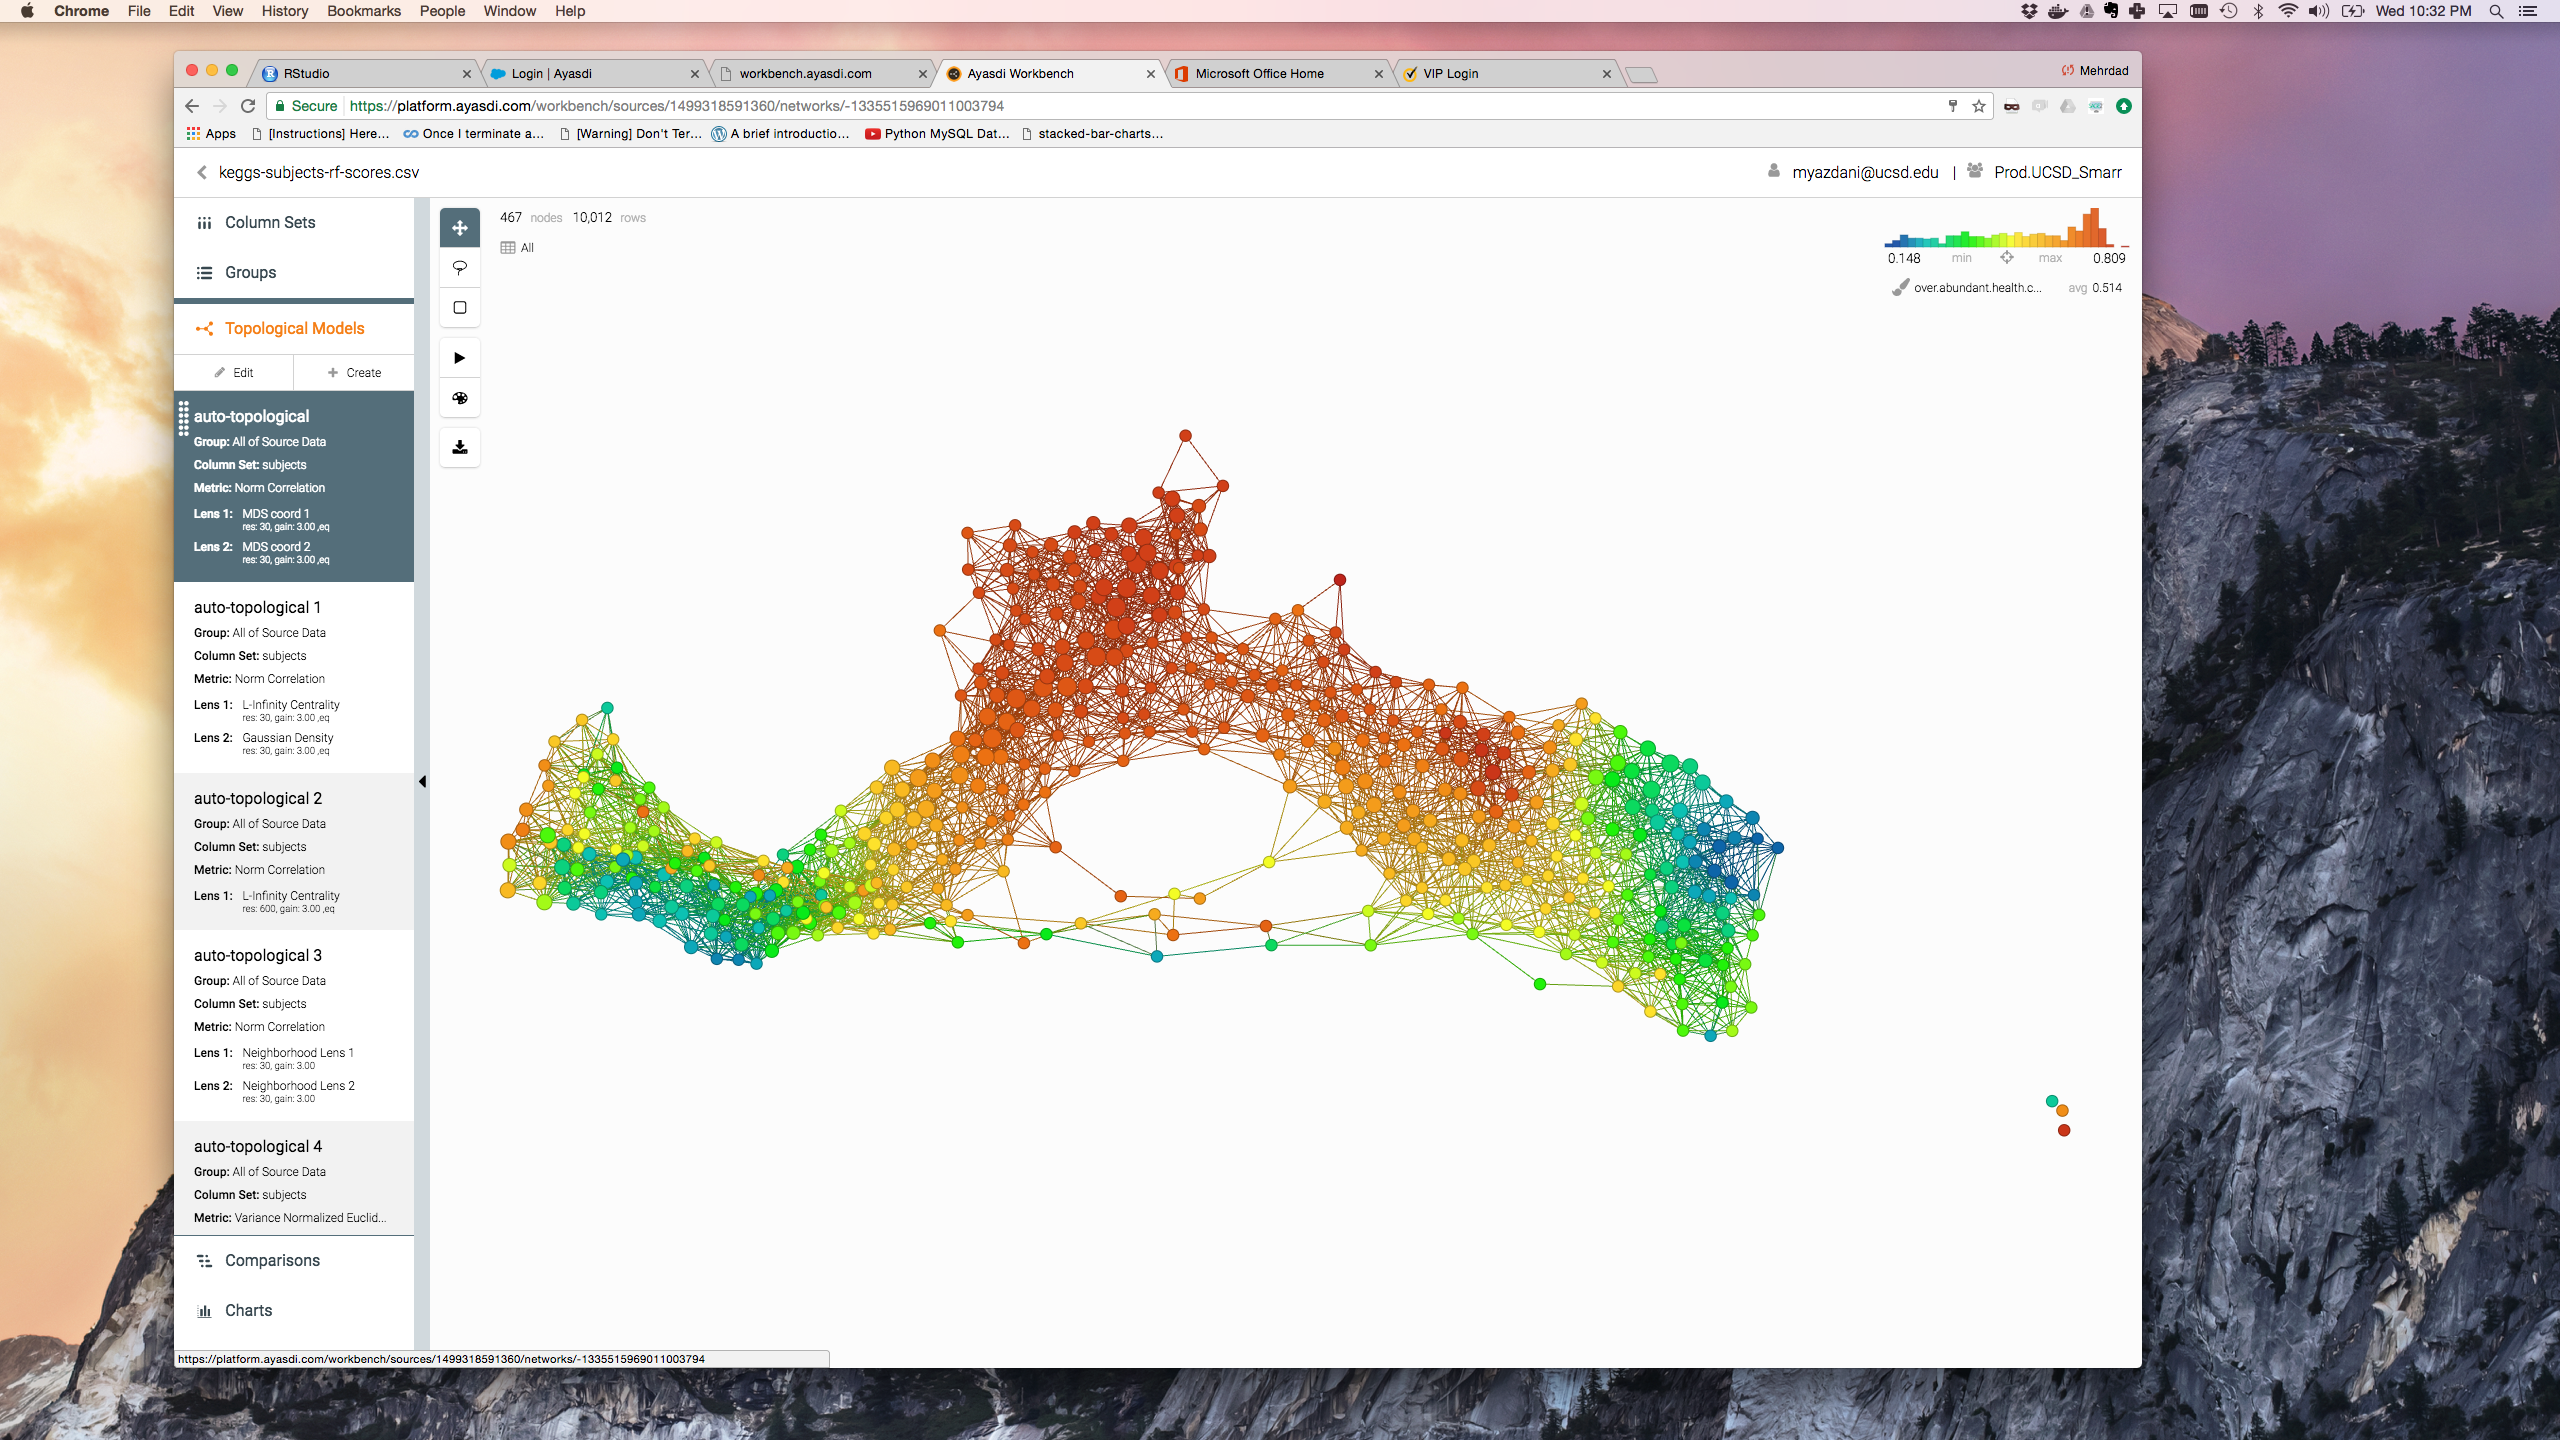 Chrome File Edit View History Bookmarks People Window Help
Wed 10:32 PM
RStudio
Login | Ayasdi
workbench.ayasdi.com
Ayasdi Workbench
Microsoft Office Home
VIP Login
Mehrdad
Secure https://platform.ayasdi.com/workbench/sources/1499318591360/networks/-1335515969011003794
Apps [Instructions] Here... Once I terminate a... [Warning] Don't Ter... A brief introductio... Python MySQL Dat... stacked-bar-charts...
keggs-subjects-rf-scores.csv
myazdani@ucsd.edu | Prod.UCSD_Smarr
Column Sets
Groups
Topological Models
Edit Create
auto-topological
Group: All of Source Data
Column Set: subjects
Metric: Norm Correlation
Lens 1: MDS coord 1
res: 30, gain: 3.00 ,eq
Lens 2: MDS coord 2
res: 30, gain: 3.00 ,eq
auto-topological 1
Group: All of Source Data
Column Set: subjects
Metric: Norm Correlation
Lens 1: L-Infinity Centrality
res: 30, gain: 3.00 ,eq
Lens 2: Gaussian Density
res: 30, gain: 3.00 ,eq
auto-topological 2
Group: All of Source Data
Column Set: subjects
Metric: Norm Correlation
Lens 1: L-Infinity Centrality
res: 600, gain: 3.00 ,eq
auto-topological 3
Group: All of Source Data
Column Set: subjects
Metric: Norm Correlation
Lens 1: Neighborhood Lens 1
res: 30, gain: 3.00
Lens 2: Neighborhood Lens 2
res: 30, gain: 3.00
auto-topological 4
Group: All of Source Data
Column Set: subjects
Metric: Variance Normalized Euclid...
Comparisons
Charts
467 nodes 10,012 rows
All
0.148 min max 0.809
over.abundant.health.c... avg 0.514
https://platform.ayasdi.com/workbench/sources/1499318591360/networks/-1335515969011003794